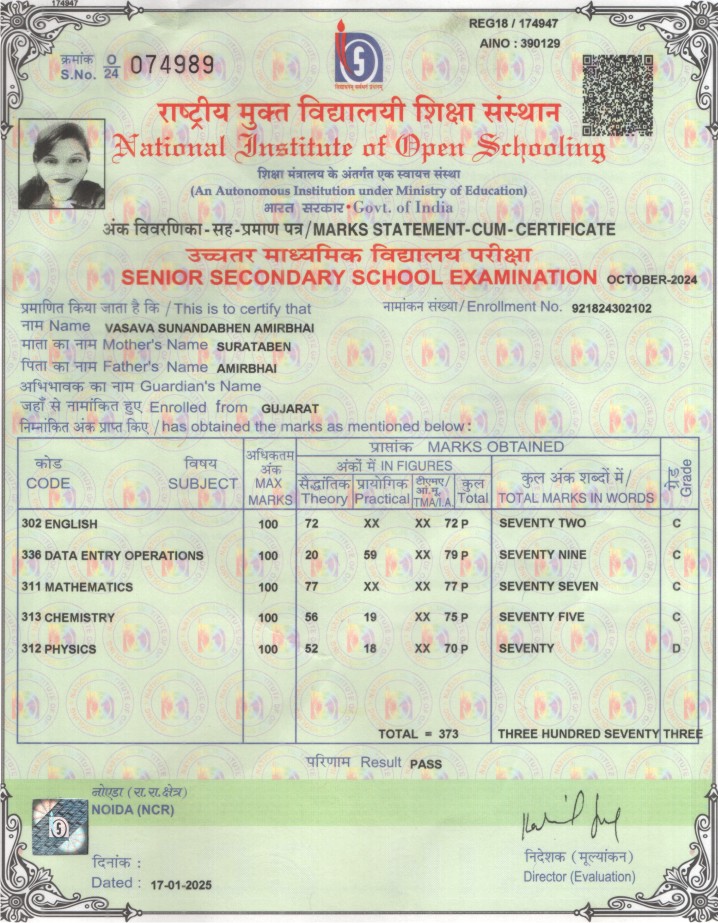 174947
REG18 / 174947
AINO : 390129
क्रमांक
S.No. O/24 074989
राष्ट्रीय मुक्त विद्यालयी शिक्षा संस्थान
National Institute of Open Schooling
शिक्षा मंत्रालय के अंतर्गत एक स्वायत्त संस्था
(An Autonomous Institution under Ministry of Education)
भारत सरकार•Govt. of India
अंक विवरणिका-सह-प्रमाण पत्र/MARKS STATEMENT-CUM-CERTIFICATE
उच्चतर माध्यमिक विद्यालय परीक्षा
SENIOR SECONDARY SCHOOL EXAMINATION OCTOBER-2024
प्रमाणित किया जाता है कि / This is to certify that नामांकन संख्या/ Enrollment No. 921824302102
नाम Name VASAVA SUNANDABHEN AMIRBHAI
माता का नाम Mother's Name SURATABEN
पिता का नाम Father's Name AMIRBHAI
अभिभावक का नाम Guardian's Name
जहाँ से नामांकित हुए Enrolled from GUJARAT
निम्नांकित अंक प्राप्त किए / has obtained the marks as mentioned below :
कोड CODE विषय SUBJECT अधिकतम अंक MAX MARKS प्राप्तांक MARKS OBTAINED ग्रेड Grade
अंकों में IN FIGURES कुल अंक शब्दों में / TOTAL MARKS IN WORDS
सैद्धांतिक Theory प्रायोगिक Practical टीएमए/ आ.मू. TMA/I.A. कुल Total
302 ENGLISH 100 72 XX XX 72 P SEVENTY TWO C
336 DATA ENTRY OPERATIONS 100 20 59 XX 79 P SEVENTY NINE C
311 MATHEMATICS 100 77 XX XX 77 P SEVENTY SEVEN C
313 CHEMISTRY 100 56 19 XX 75 P SEVENTY FIVE C
312 PHYSICS 100 52 18 XX 70 P SEVENTY D
TOTAL = 373 THREE HUNDRED SEVENTY THREE
परिणाम Result PASS
नोएडा (रा.रा.क्षेत्र)
NOIDA (NCR)
दिनांक :
Dated : 17-01-2025
निदेशक (मूल्यांकन)
Director (Evaluation)